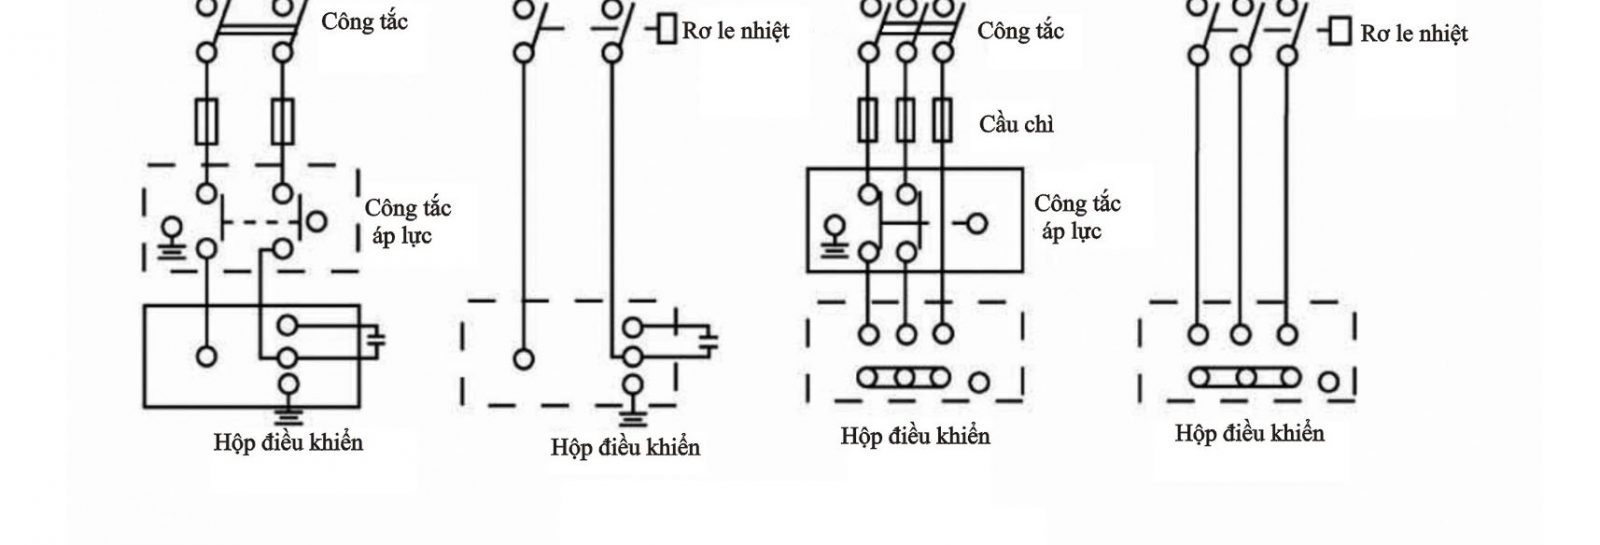 Công tắc
Công tắc
áp lực
Hộp điều khiển
Rơ le nhiệt
Hộp điều khiển
Công tắc
Cầu chì
Công tắc
áp lực
Hộp điều khiển
Rơ le nhiệt
Hộp điều khiển